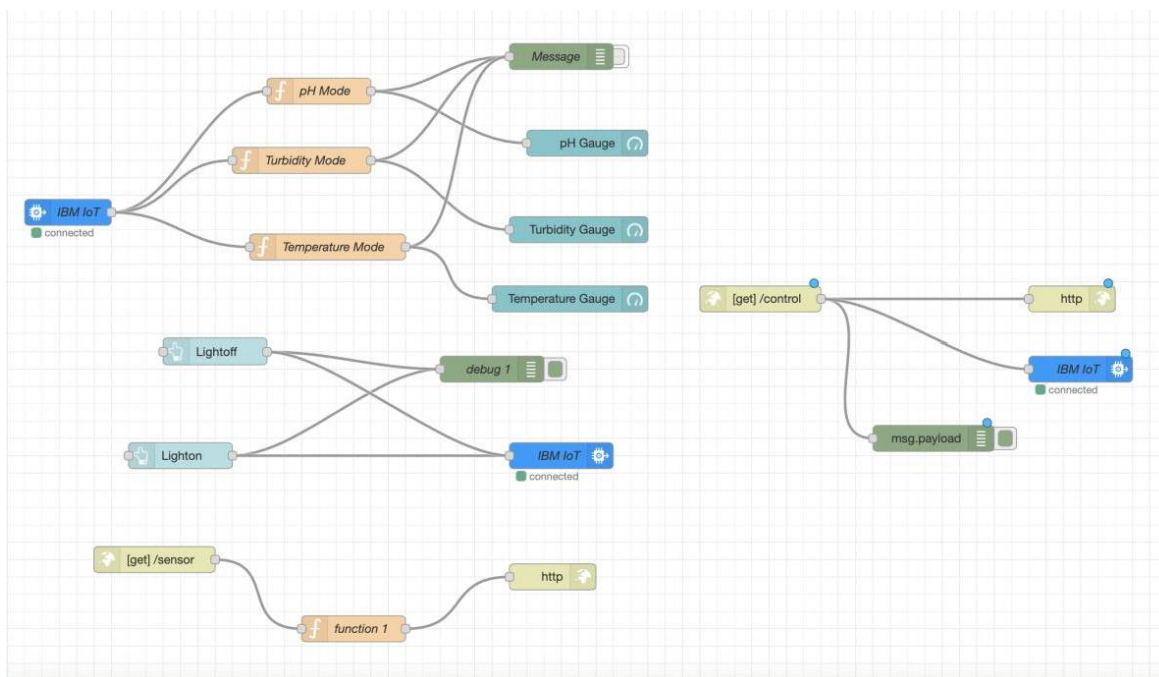 Message
pH Mode
pH Gauge
Turbidity Mode
IBM IoT
connected
Turbidity Gauge
Temperature Mode
Temperature Gauge
[get] /control
http
Lightoff
debug 1
IBM IoT
connected
msg.payload
Lighton
IBM IoT
connected
[get] /sensor
http
function 1